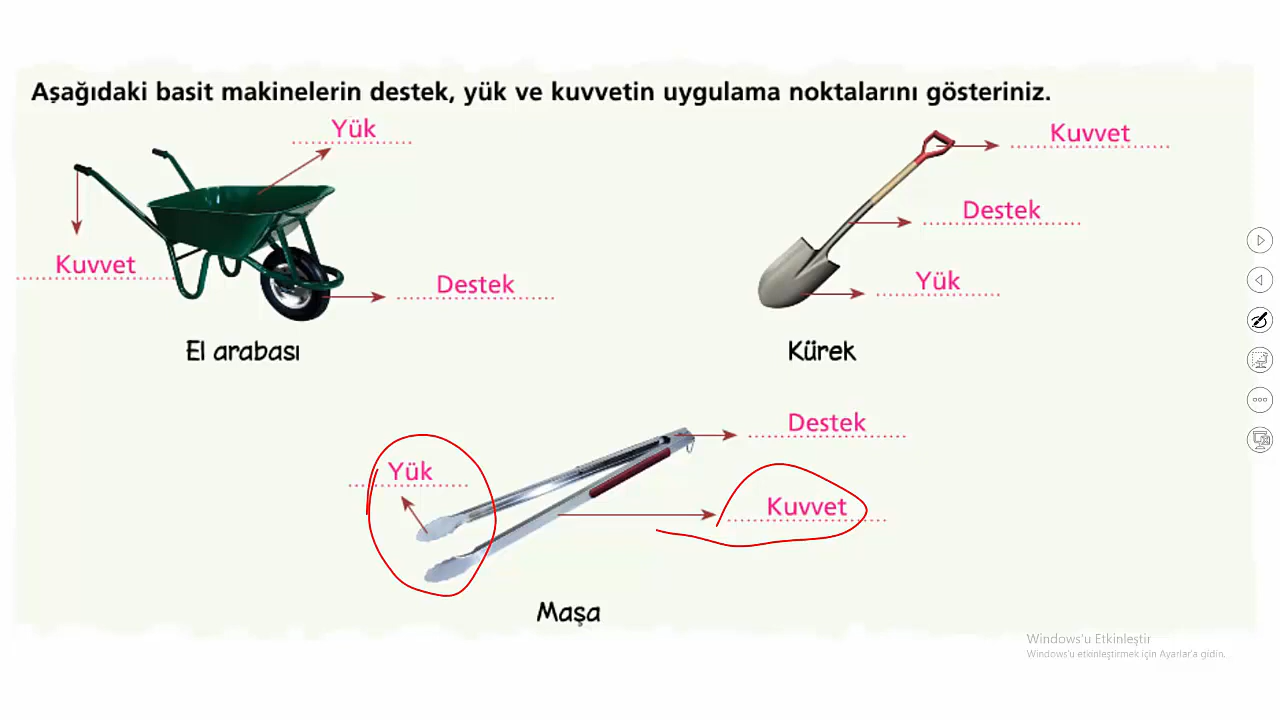 Aşağıdaki basit makinelerin destek, yük ve kuvvetin uygulama noktalarını gösteriniz.
Yük
Kuvvet
Destek
El arabası
Kuvvet
Destek
Yük
Kürek
Destek
Yük
Kuvvet
Maşa
Windows'u Etkinleştir
Windows'u etkinleştirmek için Ayarlar'a gidin.